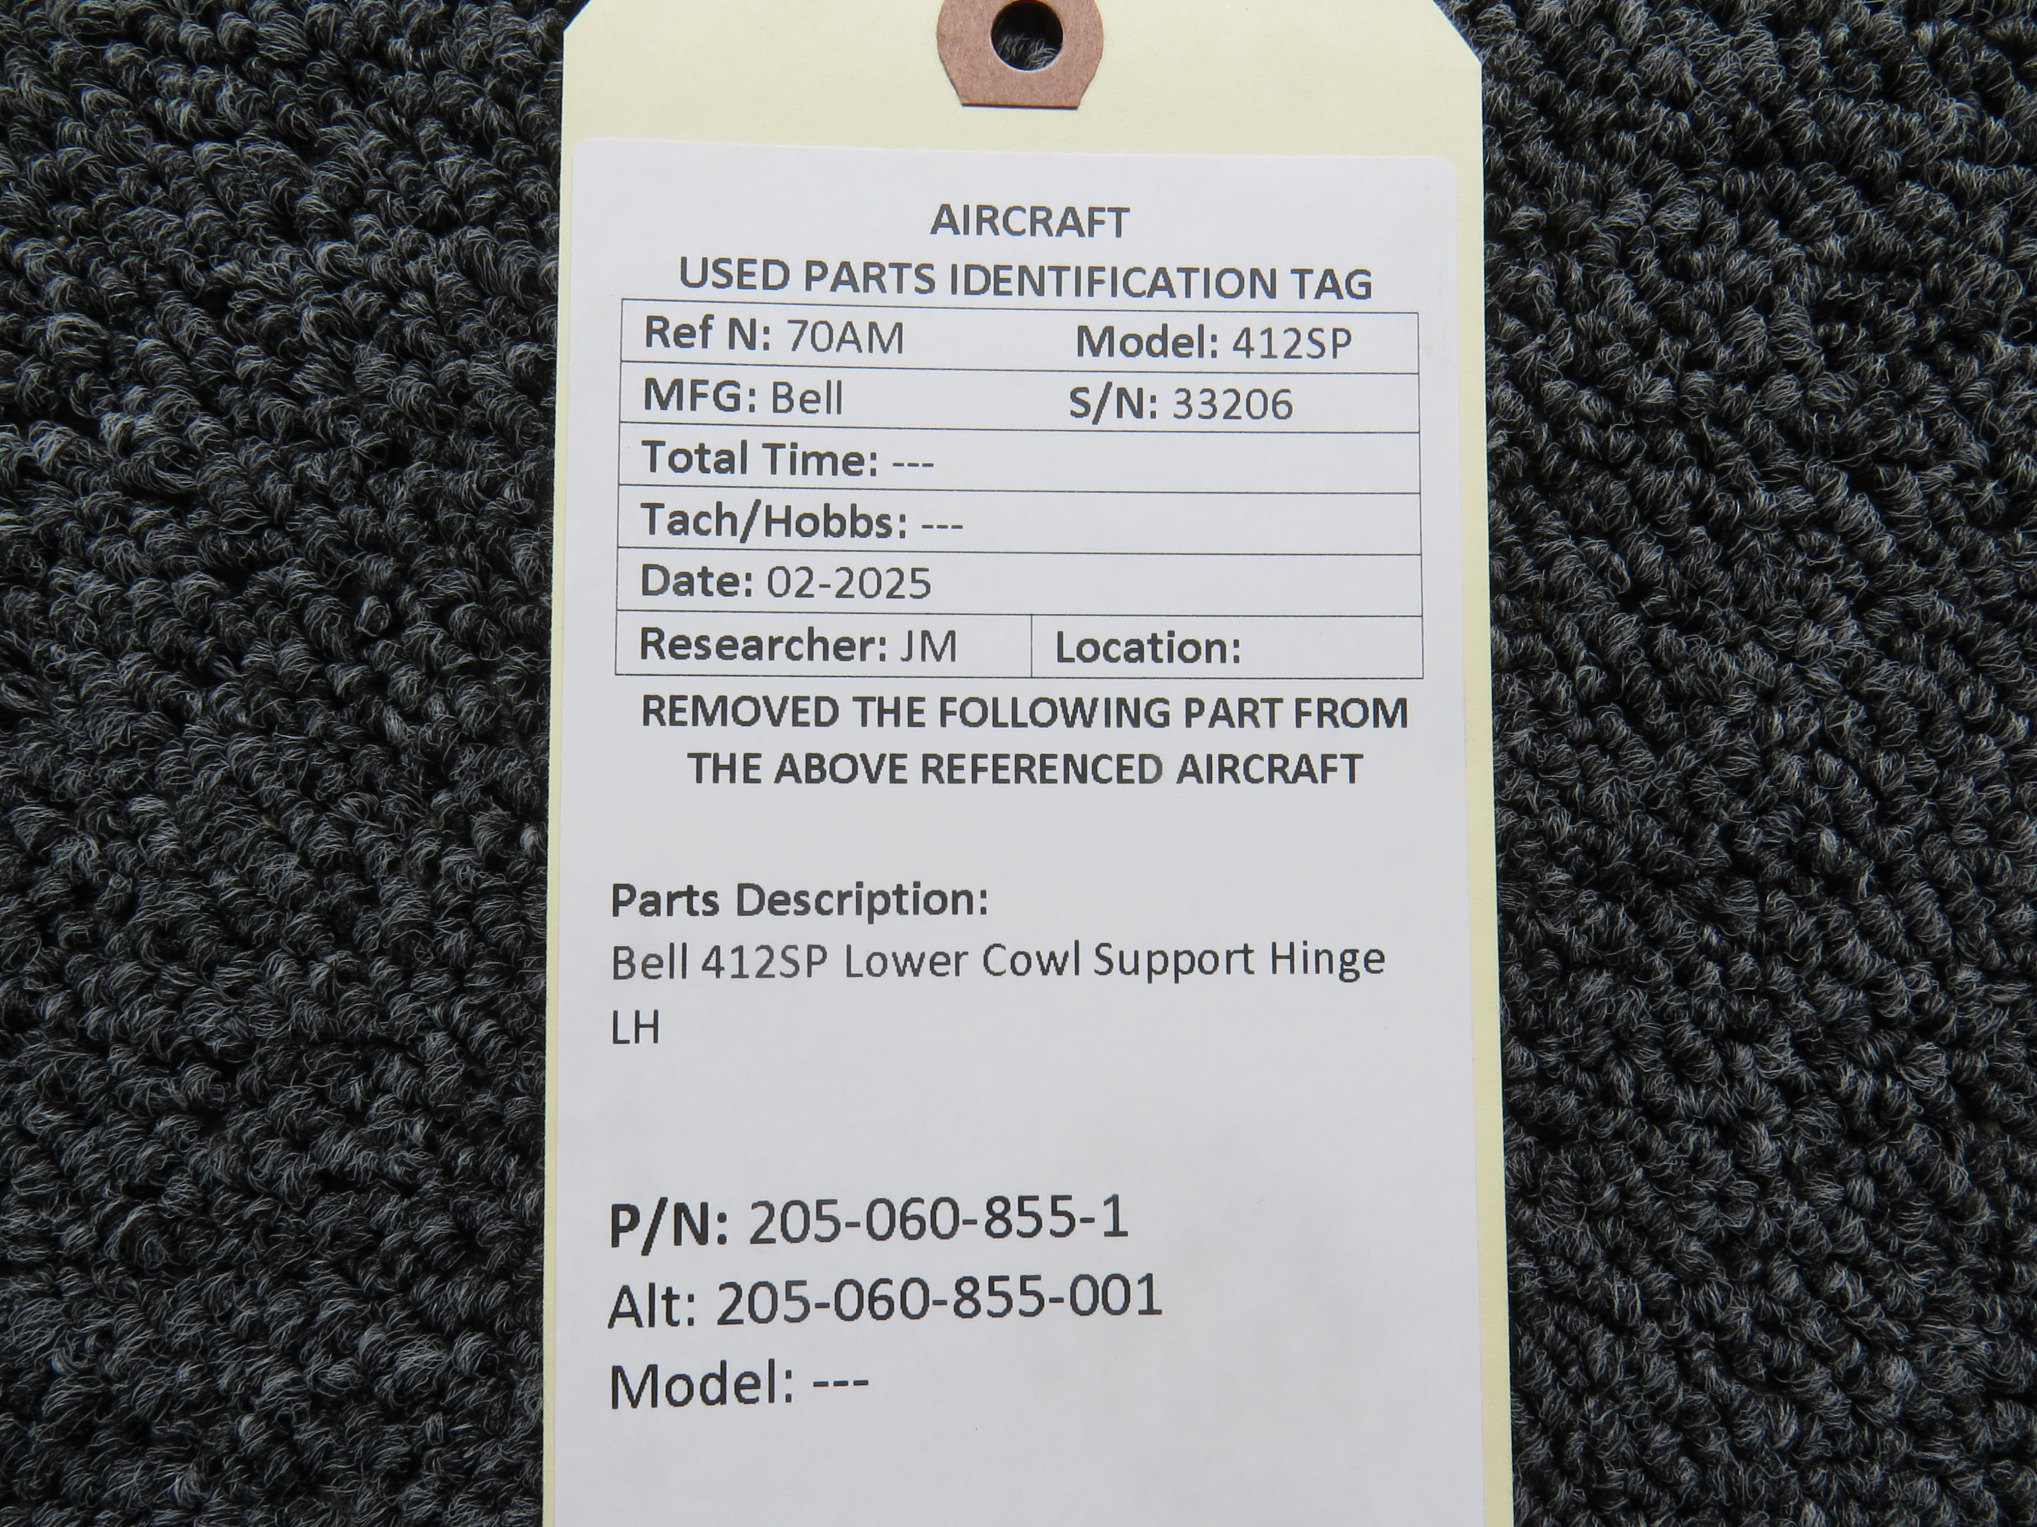 AIRCRAFT
USED PARTS IDENTIFICATION TAG
Ref N: 70AM Model: 412SP
MFG: Bell S/N: 33206
Total Time: ---
Tach/Hobbs: ---
Date: 02-2025
Researcher: JM Location:
REMOVED THE FOLLOWING PART FROM
THE ABOVE REFERENCED AIRCRAFT
Parts Description:
Bell 412SP Lower Cowl Support Hinge
LH
P/N: 205-060-855-1
Alt: 205-060-855-001
Model: ---